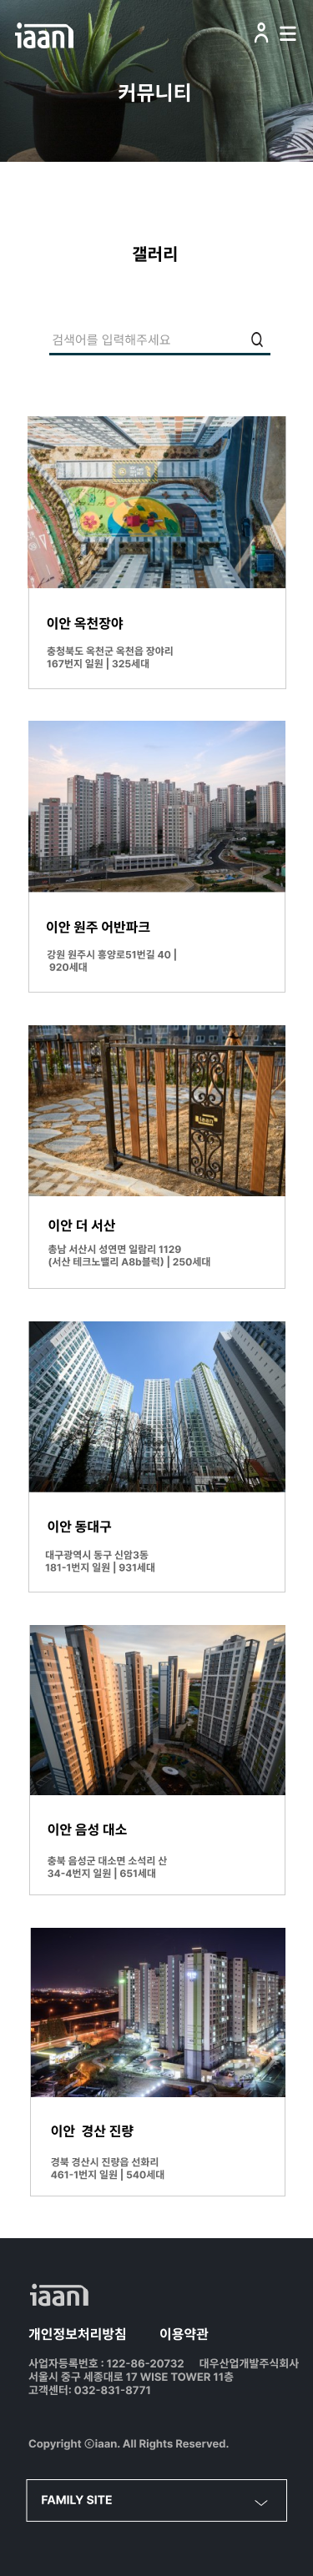 iaan
커뮤니티
갤러리
검색어를 입력해주세요
이안 옥천장야
충청북도 옥천군 옥천읍 장야리
167번지 일원 | 325세대
이안 원주 어반파크
강원 원주시 흥양로51번길 40 |
920세대
iaan
이안 더 서산
충남 서산시 성연면 일람리 1129
(서산 테크노밸리 A8b블럭) | 250세대
이안 동대구
대구광역시 동구 신암3동
181-1번지 일원 | 931세대
이안 음성 대소
충북 음성군 대소면 소석리 산
34-4번지 일원 | 651세대
이안 경산 진량
경북 경산시 진량읍 선화리
461-1번지 일원 | 540세대
iaan
개인정보처리방침 이용약관
사업자등록번호 : 122-86-20732 대우산업개발주식회사
서울시 중구 세종대로 17 WISE TOWER 11층
고객센터: 032-831-8771
Copyright ⓒiaan. All Rights Reserved.
FAMILY SITE